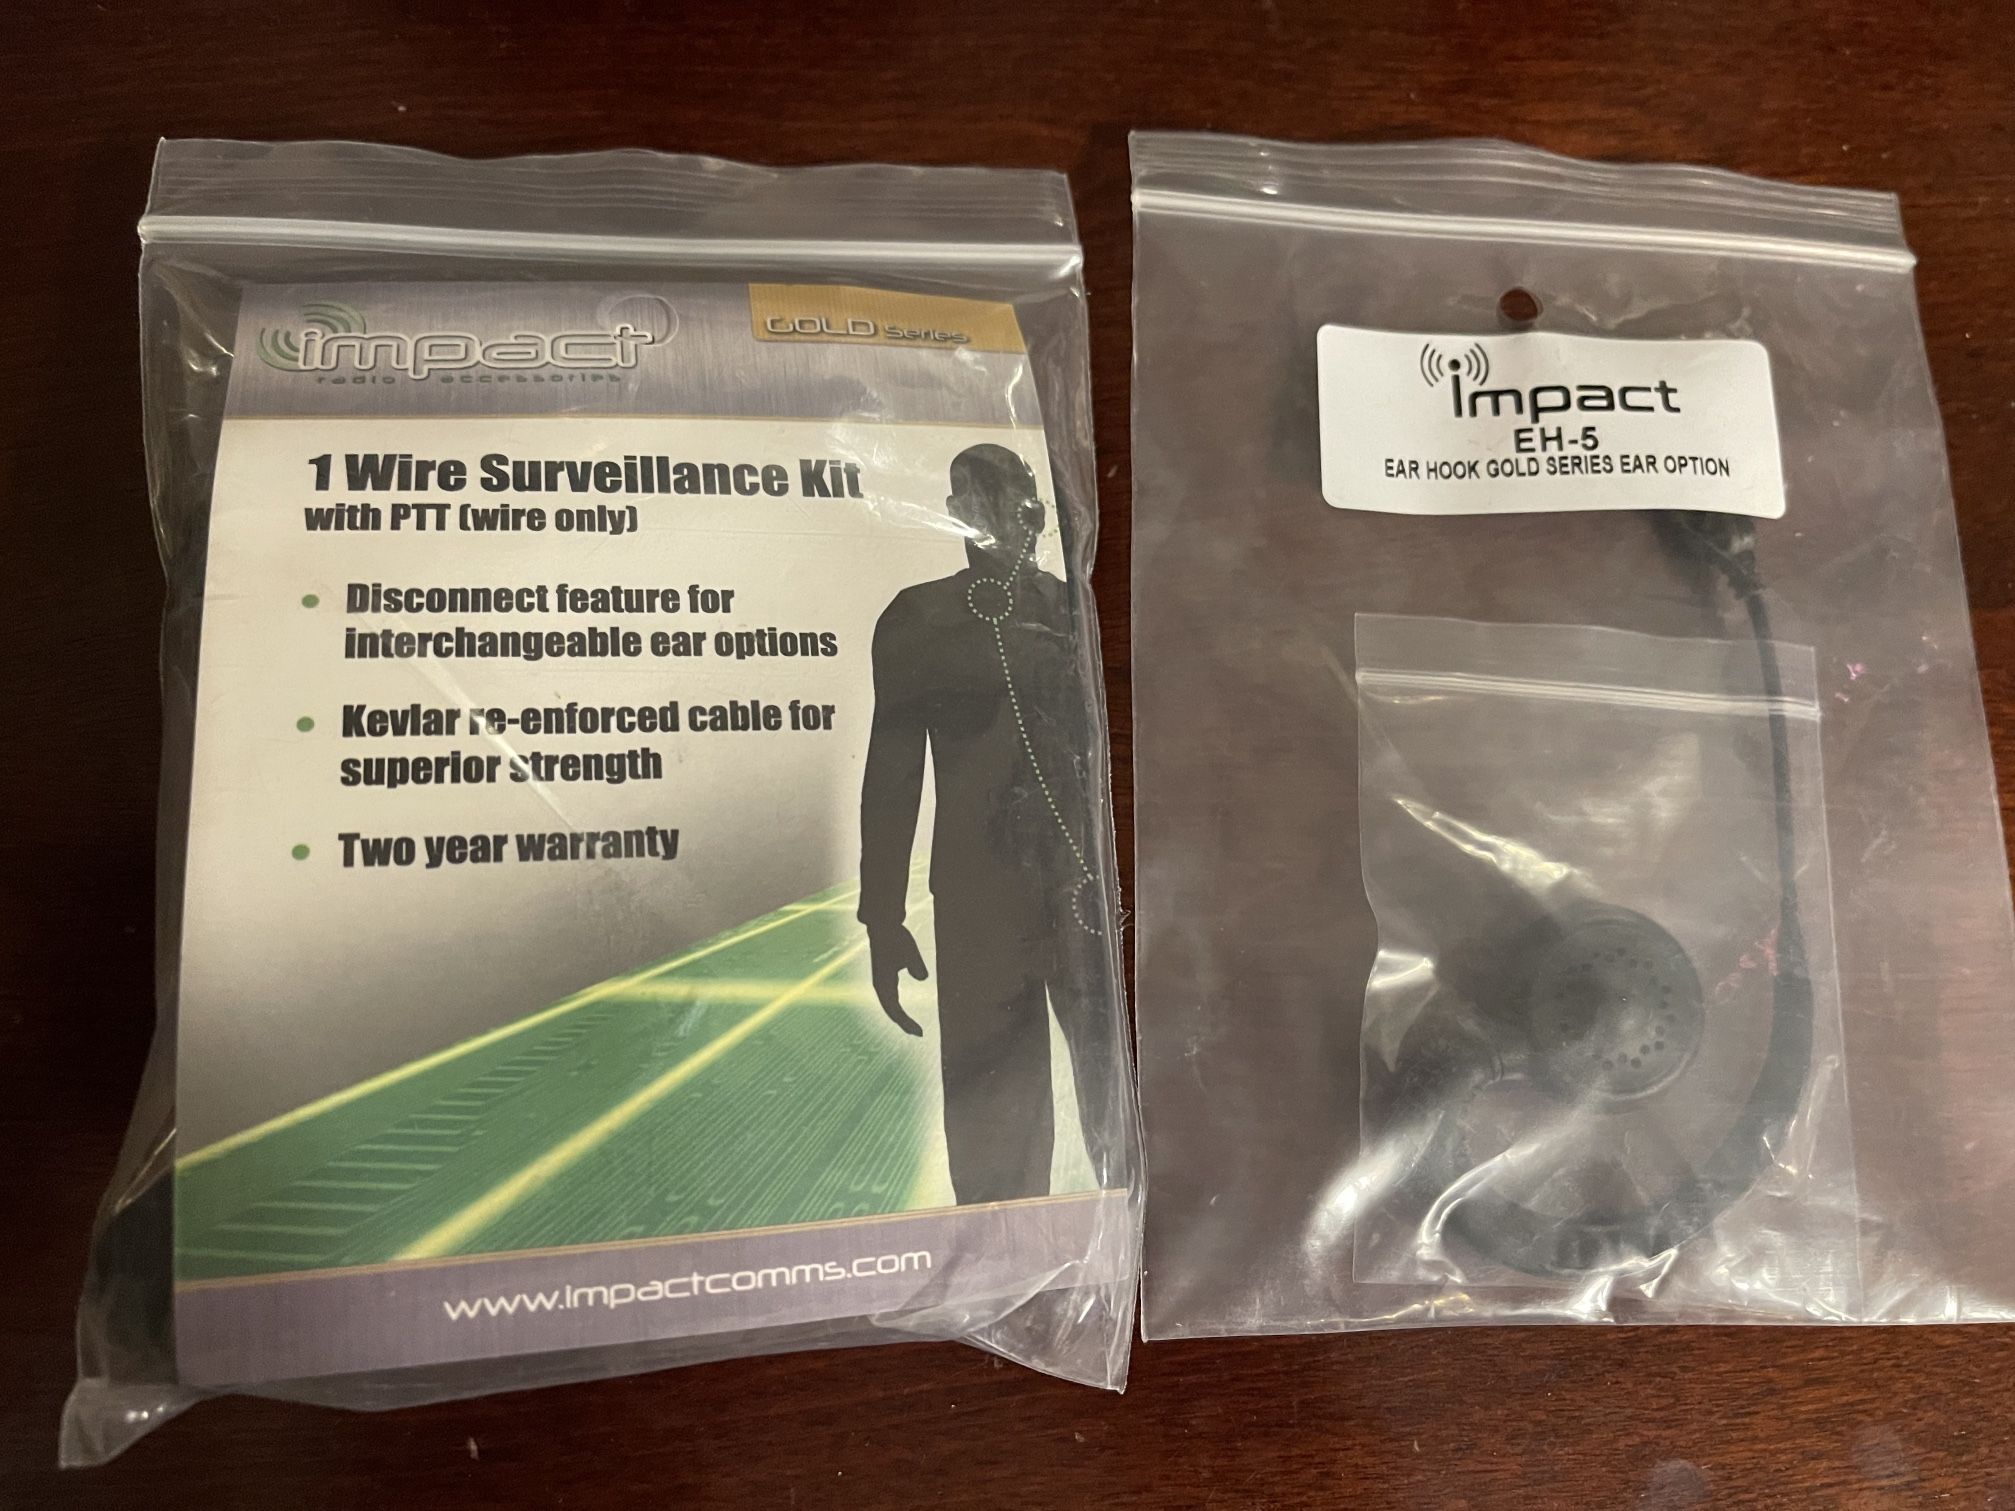 impact
radio accessories
GOLD Series
1 Wire Surveillance Kit
with PTT (wire only)
• Disconnect feature for
interchangeable ear options
• Kevlar re-enforced cable for
superior strength
• Two year warranty
www.impactcomms.com
impact
EH-5
EAR HOOK GOLD SERIES EAR OPTION